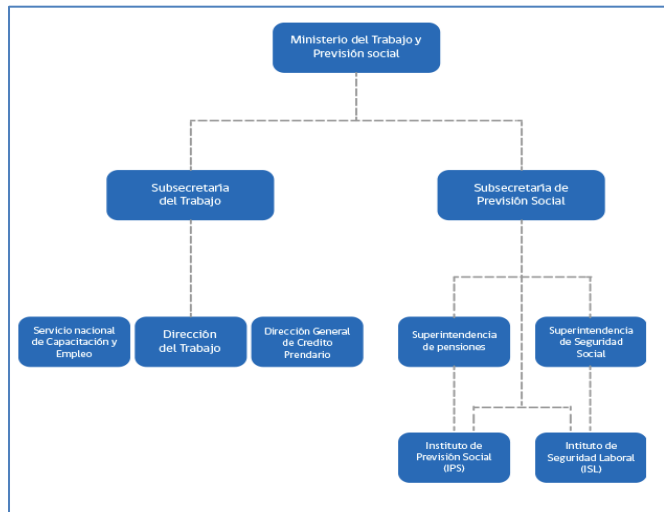 Ministerio del Trabajo y
Previsión social
Subsecretaría
del Trabajo
Subsecretaría de
Previsión Social
Servicio nacional
de Capacitación y
Empleo
Dirección
del Trabajo
Dirección General
de Credito
Prendario
Superintendencia
de pensiones
Superintendencia
de Seguridad
Social
Instituto de
Previsión Social
(IPS)
Intituto de
Seguridad Laboral
(ISL)